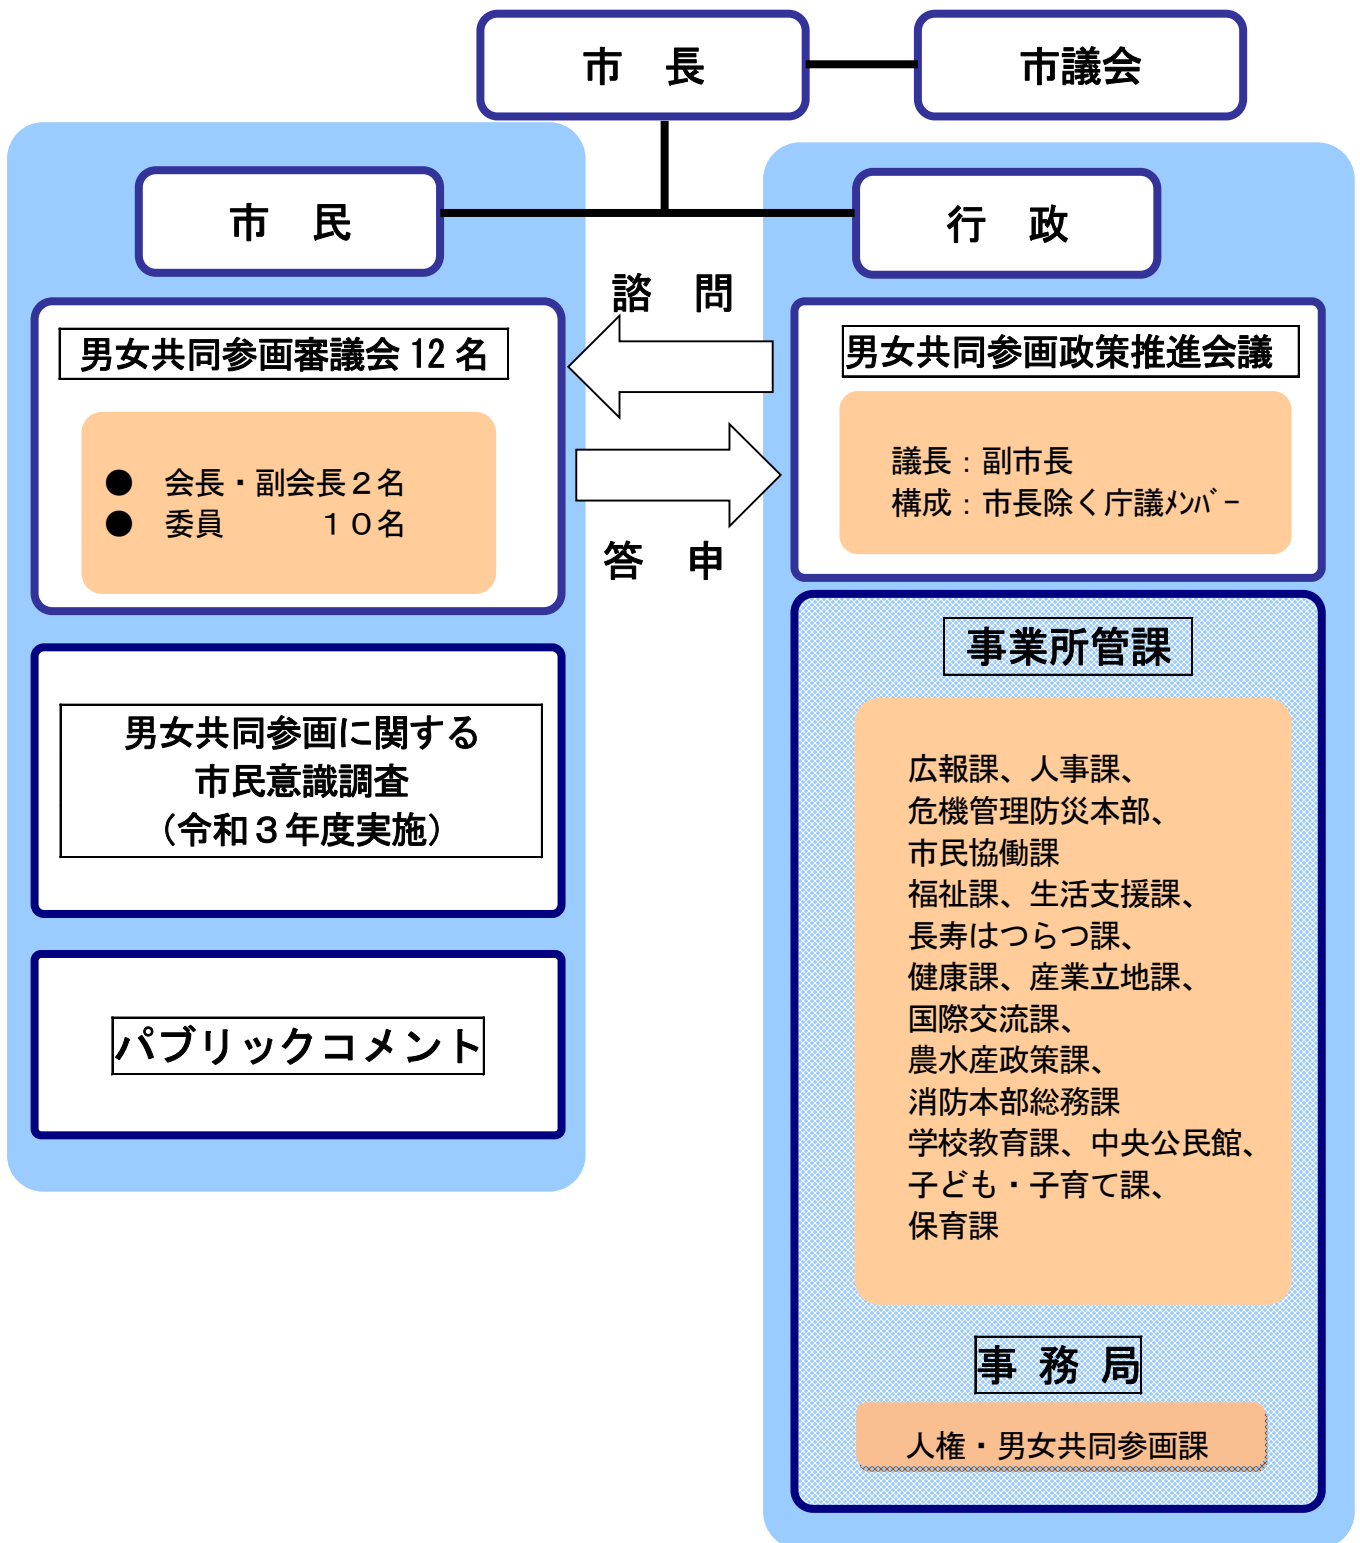 市　長
市議会
市　民
行　政
諮　問
男女共同参画審議会 12 名
● 会長・副会長２名
● 委員　　　１０名
答　申
男女共同参画に関する
市民意識調査
（令和３年度実施）
パブリックコメント
男女共同参画政策推進会議
議長：副市長
構成：市長除く庁議ﾒﾝﾊﾞｰ
事業所管課
広報課、人事課、
危機管理防災本部、
市民協働課
福祉課、生活支援課、
長寿はつらつ課、
健康課、産業立地課、
国際交流課、
農水産政策課、
消防本部総務課
学校教育課、中央公民館、
子ども・子育て課、
保育課
事 務 局
人権・男女共同参画課